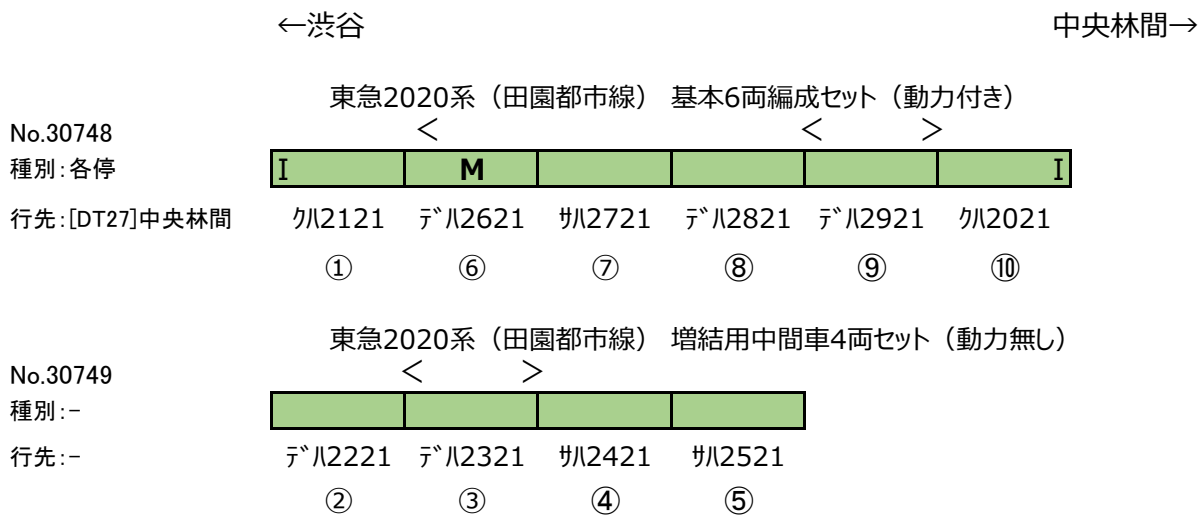 ←渋谷 中央林間→
東急2020系（田園都市線） 基本6両編成セット（動力付き）
No.30748 < < >
種別:各停 I M I
行先:[DT27]中央林間 ｸﾊ2121 ﾃﾞﾊ2621 ｻﾊ2721 ﾃﾞﾊ2821 ﾃﾞﾊ2921 ｸﾊ2021
① ⑥ ⑦ ⑧ ⑨ ⑩
東急2020系（田園都市線） 増結用中間車4両セット（動力無し）
No.30749 < >
種別:-
行先:- ﾃﾞﾊ2221 ﾃﾞﾊ2321 ｻﾊ2421 ｻﾊ2521
② ③ ④ ⑤